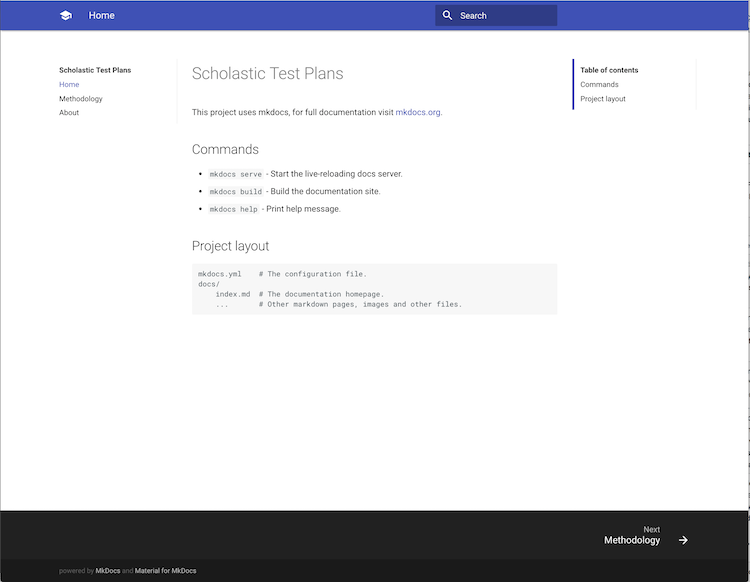 Home
Search
Scholastic Test Plans
Home
Methodology
About
Scholastic Test Plans
This project uses mkdocs, for full documentation visit mkdocs.org.
Commands
• mkdocs serve - Start the live-reloading docs server.
• mkdocs build - Build the documentation site.
• mkdocs help - Print help message.
Project layout
mkdocs.yml    # The configuration file.
docs/
    index.md  # The documentation homepage.
    ...       # Other markdown pages, images and other files.
Table of contents
Commands
Project layout
Next
Methodology
powered by MkDocs and Material for MkDocs